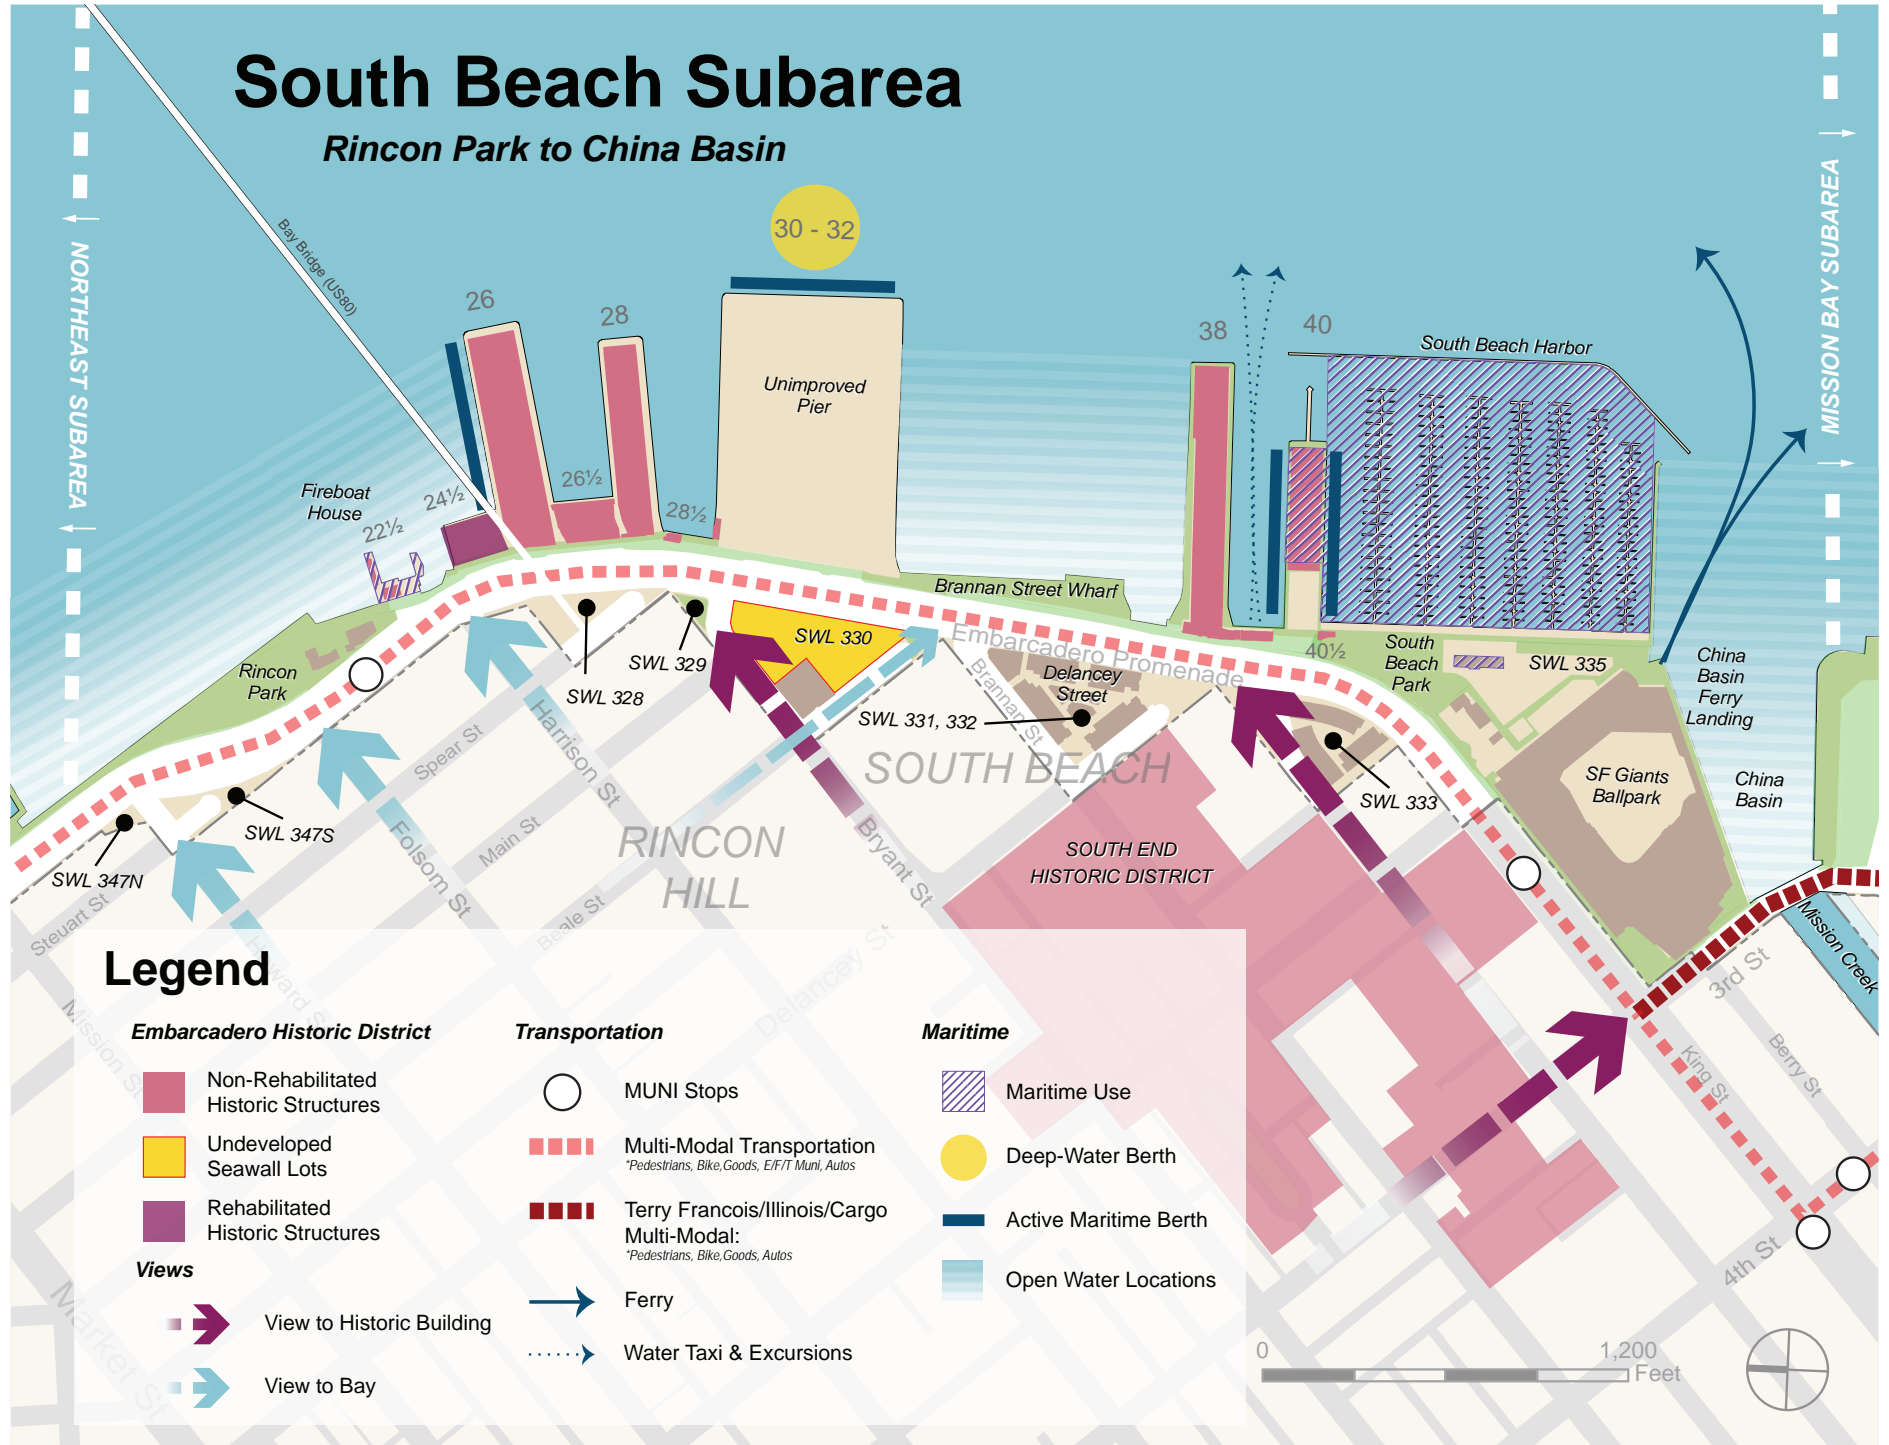 South Beach Subarea
Rincon Park to China Basin
NORTHEAST SUBAREA
MISSION BAY SUBAREA
Bay Bridge (US80)
30 - 32
26
28
38
40
South Beach Harbor
Unimproved
Pier
Fireboat
House
22½
24½
26½
28½
Brannan Street Wharf
Embarcadero Promenade
40½
South
Beach
Park
SWL 335
China
Basin
Ferry
Landing
China
Basin
SF Giants
Ballpark
Rincon
Park
SWL 330
SWL 329
SWL 328
SWL 331, 332
Delancey
Street
Brannan St
SWL 333
SWL 347S
SWL 347N
Spear St
Harrison St
Folsom St
Main St
Beale St
Bryant St
Steuart St
Howard St
Mission St
Market St
Delancey St
SOUTH BEACH
RINCON
HILL
SOUTH END
HISTORIC DISTRICT
Mission Creek
3rd St
King St
Berry St
4th St
Legend
Embarcadero Historic District
Non-Rehabilitated
Historic Structures
Undeveloped
Seawall Lots
Rehabilitated
Historic Structures
Views
View to Historic Building
View to Bay
Transportation
MUNI Stops
Multi-Modal Transportation
*Pedestrians, Bike,Goods, E/F/T Muni, Autos
Terry Francois/Illinois/Cargo
Multi-Modal:
*Pedestrians, Bike,Goods, Autos
Ferry
Water Taxi & Excursions
Maritime
Maritime Use
Deep-Water Berth
Active Maritime Berth
Open Water Locations
0
1,200
Feet